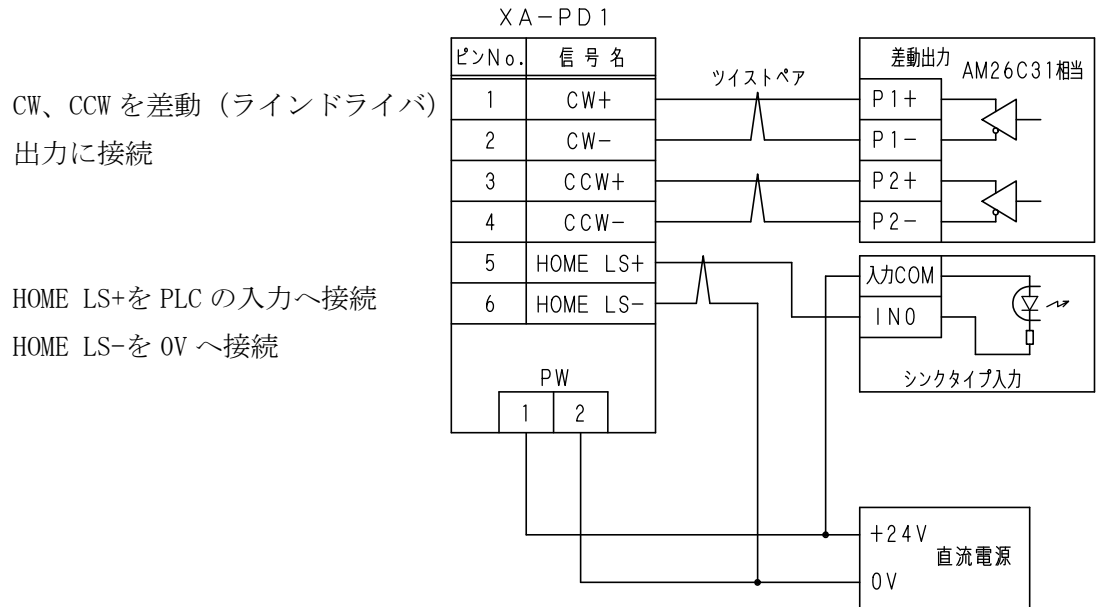 XA−PD1
ピンNo. 信号名
1 CW+
2 CW−
3 CCW+
4 CCW−
5 HOME LS+
6 HOME LS−
PW
1 2
CW、CCW を差動（ラインドライバ）
出力に接続
HOME LS+を PLC の入力へ接続
HOME LS-を 0V へ接続
ツイストペア
差動出力
AM26C31相当
P1+
P1−
P2+
P2−
入力COM
IN0
シンクタイプ入力
+24V
直流電源
0V